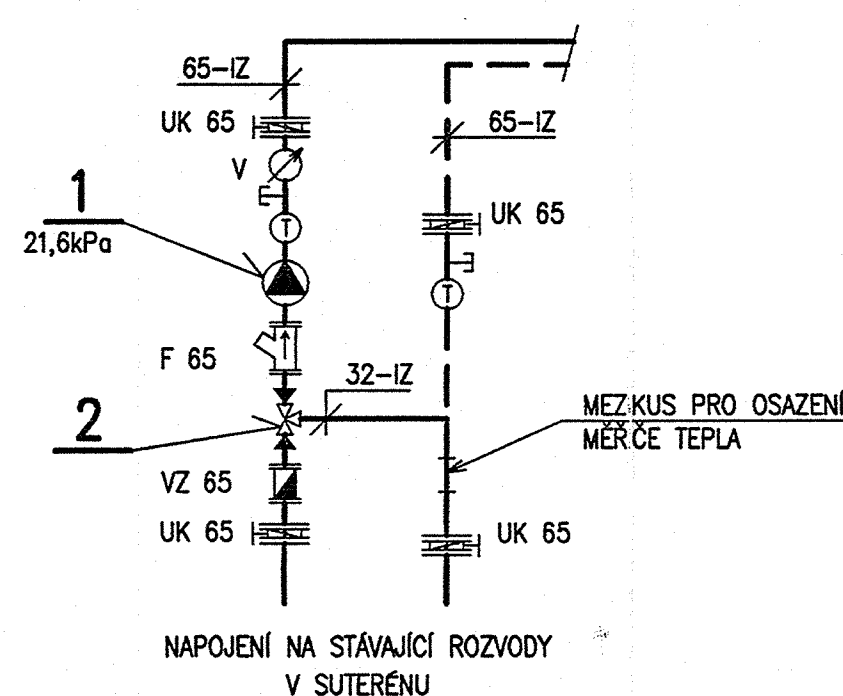 65-IZ
UK 65
65-IZ
V
1
21,6kPa
T
UK 65
T
F 65
32-IZ
2
MEZIKUS PRO OSAZENÍ
MĚŘČE TEPLA
VZ 65
UK 65
UK 65
NAPOJENÍ NA STÁVAJÍCÍ ROZVODY
V SUTERÉNU